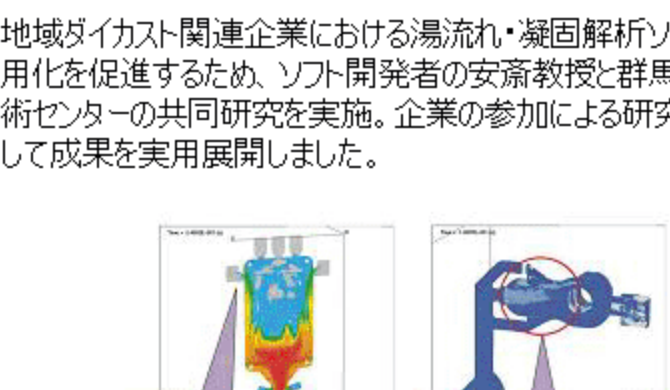 地域ダイカスト関連企業における湯流れ・凝固解析ソ
用化を促進するため、ソフト開発者の安斎教授と群馬
術センターの共同研究を実施。企業の参加による研究
して成果を実用展開しました。